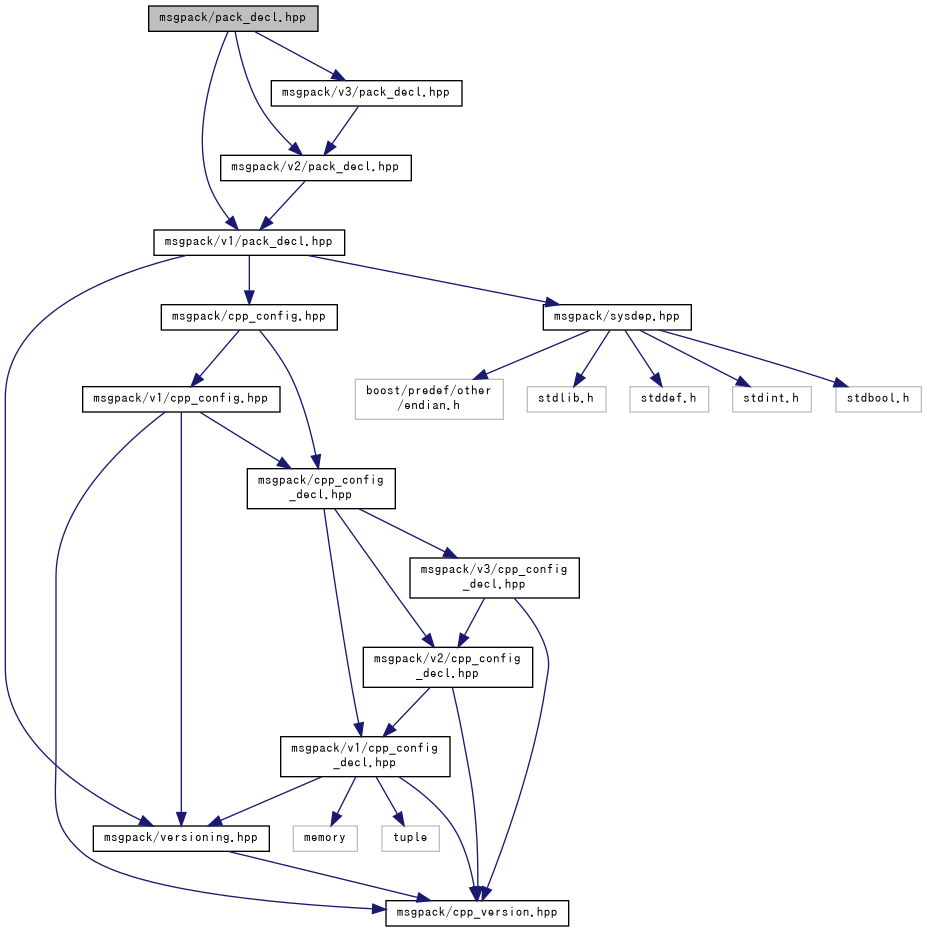 msgpack/pack_decl.hpp
msgpack/v3/pack_decl.hpp
msgpack/v2/pack_decl.hpp
msgpack/v1/pack_decl.hpp
msgpack/cpp_config.hpp
msgpack/sysdep.hpp
msgpack/v1/cpp_config.hpp
boost/predef/other
/endian.h
stdlib.h
stddef.h
stdint.h
stdbool.h
msgpack/cpp_config
_decl.hpp
msgpack/v3/cpp_config
_decl.hpp
msgpack/v2/cpp_config
_decl.hpp
msgpack/v1/cpp_config
_decl.hpp
msgpack/versioning.hpp
memory
tuple
msgpack/cpp_version.hpp